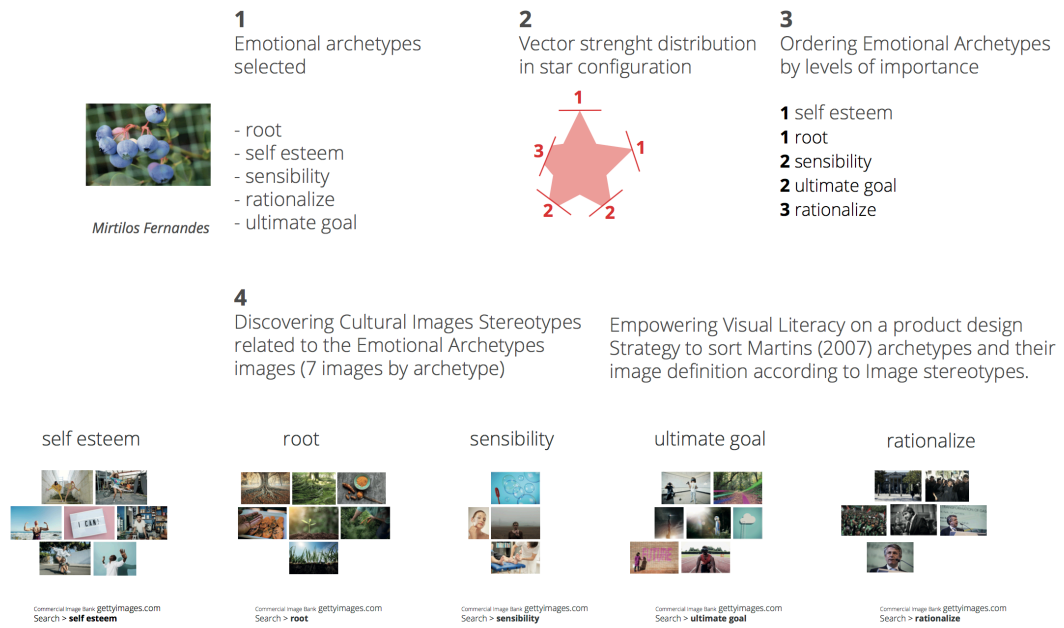 1
Emotional archetypes
selected
2
Vector strenght distribution
in star configuration
3
Ordering Emotional Archetypes
by levels of importance
Mirtilos Fernandes
- root
- self esteem
- sensibility
- rationalize
- ultimate goal
1
1
2
2
3
1 self esteem
1 root
2 sensibility
2 ultimate goal
3 rationalize
4
Discovering Cultural Images Stereotypes
related to the Emotional Archetypes
images (7 images by archetype)
Empowering Visual Literacy on a product design
Strategy to sort Martins (2007) archetypes and their
image definition according to Image stereotypes.
self esteem
I CAN
Commercial Image Bank gettyimages.com
Search > self esteem
root
Commercial Image Bank gettyimages.com
Search > root
sensibility
Commercial Image Bank gettyimages.com
Search > sensibility
ultimate goal
FUTURE
Commercial Image Bank gettyimages.com
Search > ultimate goal
rationalize
Commercial Image Bank gettyimages.com
Search > rationalize